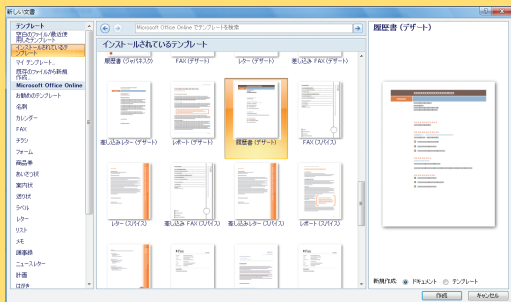 新しい文書
テンプレート
空白のファイル/最近使
用したテンプレート
インストールされているテ
ンプレート
マイ テンプレート...
既存のファイルから新規
作成...
Microsoft Office Online
お勧めのテンプレート
名刺
カレンダー
FAX
チラシ
フォーム
商品券
あいさつ状
案内状
送り状
ラベル
レター
リスト
メモ
議事録
ニュースレター
計画
はがき
Microsoft Office Online でテンプレートを検索
インストールされているテンプレート
履歴書 (ジャパネスク)
FAX (デザート)
レター (デザート)
差し込み FAX (デザート)
差し込みレター (デザート)
レポート (デザート)
履歴書 (デザート)
FAX (スパイス)
レター (スパイス)
差し込み FAX (スパイス)
差し込みレター (スパイス)
レポート (スパイス)
履歴書 (デザート)
新規作成:
ドキュメント
テンプレート
作成
キャンセル